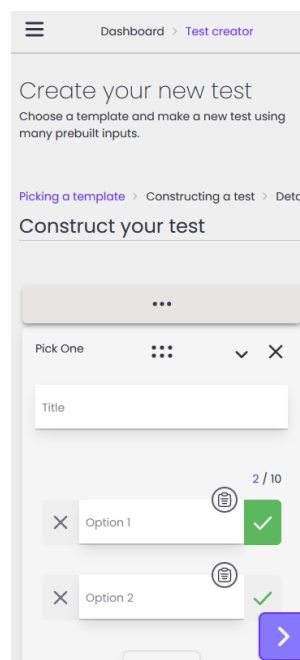 Dashboard > Test creator
Create your new test
Choose a template and make a new test using
many prebuilt inputs.
Picking a template > Constructing a test > Deta
Construct your test
Pick One
Title
2 / 10
Option 1
Option 2